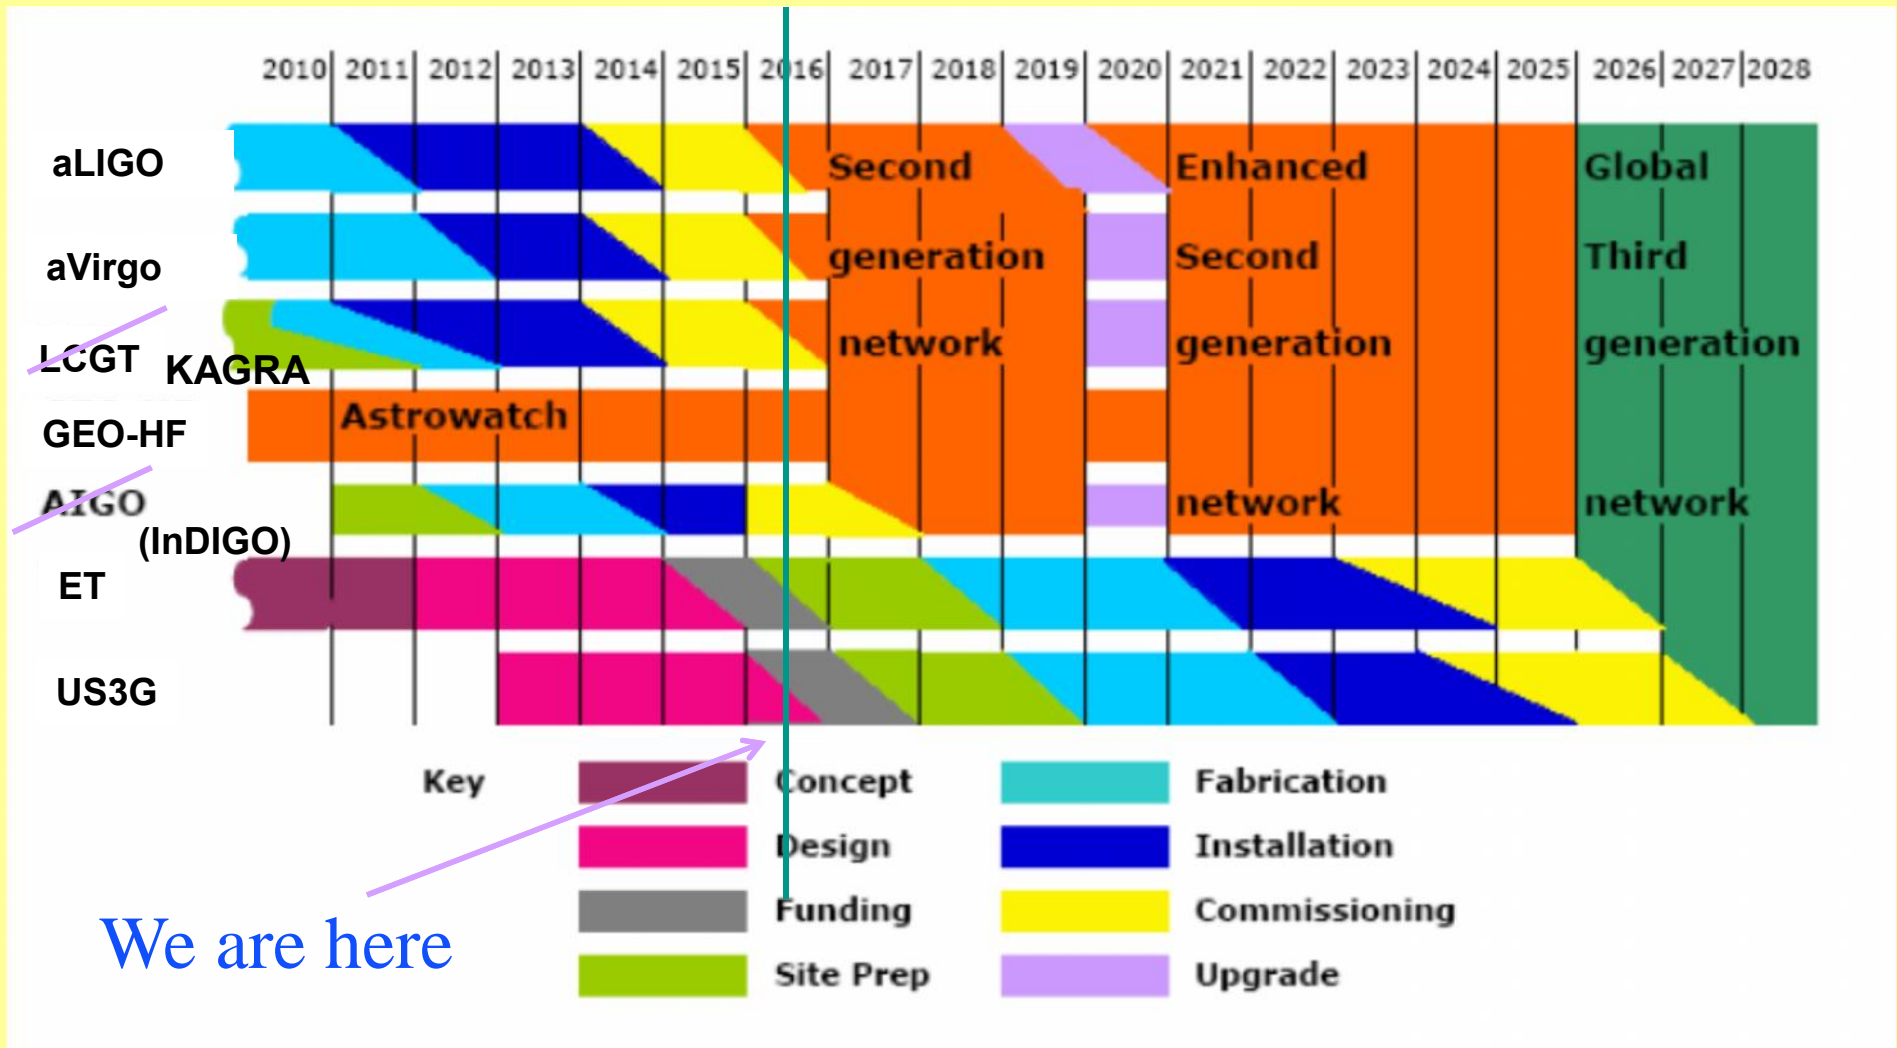 2010 2011 2012 2013 2014 2015 2016 2017 2018 2019 2020 2021 2022 2023 2024 2025 2026 2027 2028
aLIGO Second Enhanced Global
aVirgo generation Second Third
LCGT KAGRA network generation generation
GEO-HF Astrowatch
AIGO network network
(InDIGO)
ET
US3G
Key Concept Fabrication
Design Installation
Funding Commissioning
We are here
Site Prep Upgrade